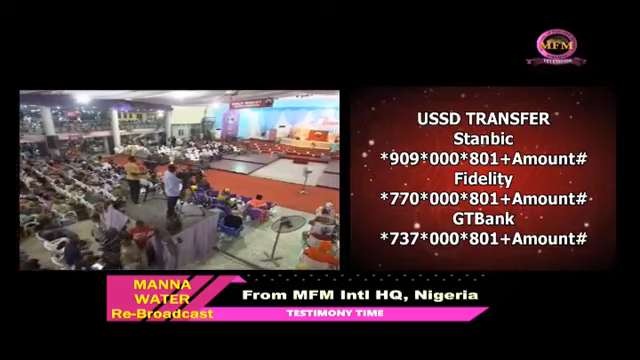 MFM
TELEVISION
USSD TRANSFER
Stanbic
*909*000*801+Amount#
Fidelity
*770*000*801+Amount#
GTBank
*737*000*801+Amount#
MANNA
WATER
Re-Broadcast
From MFM Intl HQ, Nigeria
TESTIMONY TIME